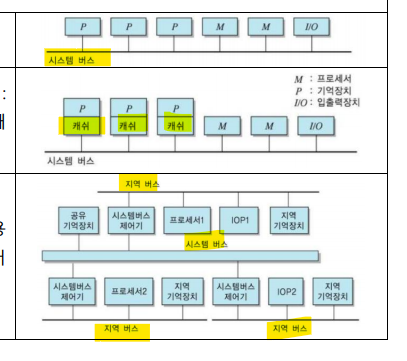 P P P M M I/O
시스템 버스
:
M : 프로세서
P : 기억장치
I/O : 입출력장치
P P P
캐쉬 캐쉬 캐쉬 M M I/O
시스템 버스
지역 버스
공유 기억장치
시스템버스 제어기
프로세서1
IOP1
지역 기억장치
시스템 버스
시스템버스 제어기
프로세서2
지역 기억장치
시스템버스 제어기
IOP2
지역 기억장치
지역 버스
지역 버스